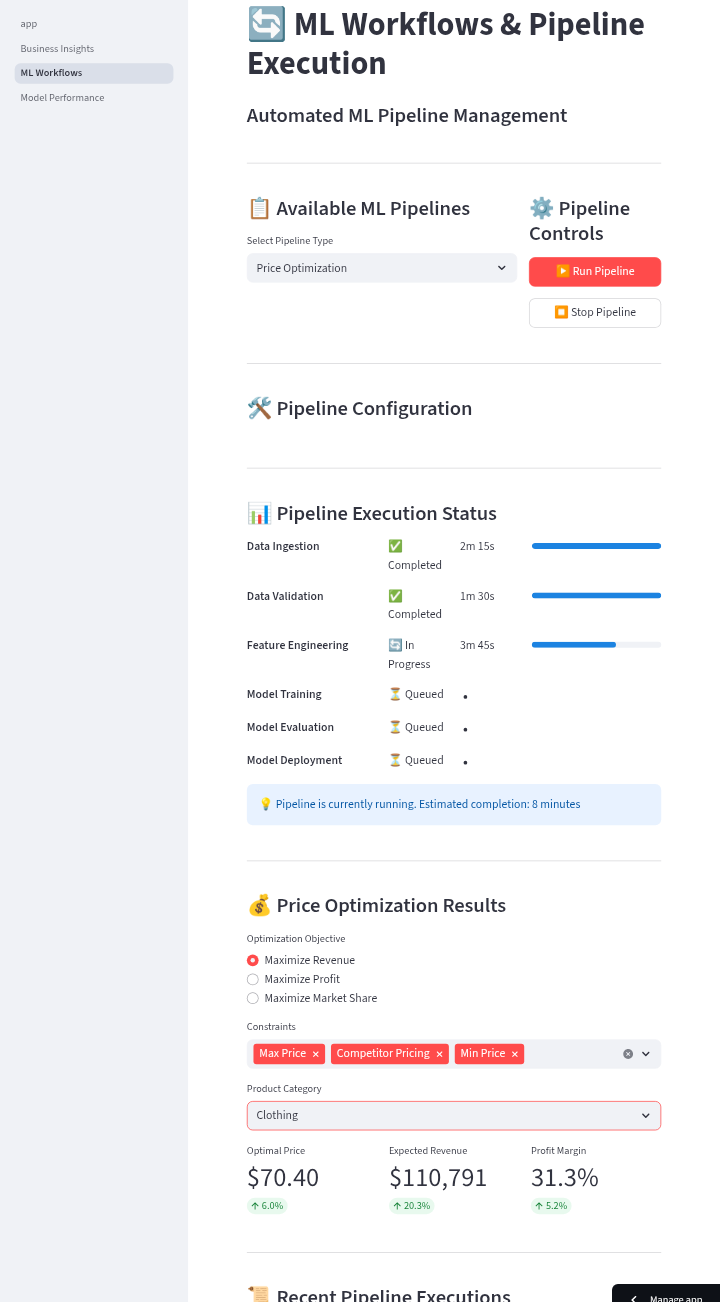 app
Business Insights
ML Workflows
Model Performance
🔄 ML Workflows & Pipeline
Execution
Automated ML Pipeline Management
📋 Available ML Pipelines
Select Pipeline Type
Price Optimization
⚙️ Pipeline
Controls
▶️ Run Pipeline
⏹️ Stop Pipeline
🛠️ Pipeline Configuration
📊 Pipeline Execution Status
Data Ingestion ✅ Completed 2m 15s
Data Validation ✅ Completed 1m 30s
Feature Engineering 🔄 In Progress 3m 45s
Model Training ⏳ Queued •
Model Evaluation ⏳ Queued •
Model Deployment ⏳ Queued •
💡 Pipeline is currently running. Estimated completion: 8 minutes
💰 Price Optimization Results
Optimization Objective
Maximize Revenue
Maximize Profit
Maximize Market Share
Constraints
Max Price × Competitor Pricing × Min Price ×
Product Category
Clothing
Optimal Price Expected Revenue Profit Margin
$70.40 $110,791 31.3%
↑ 6.0% ↑ 20.3% ↑ 5.2%
📜 Recent Pipeline Executions
Manage app